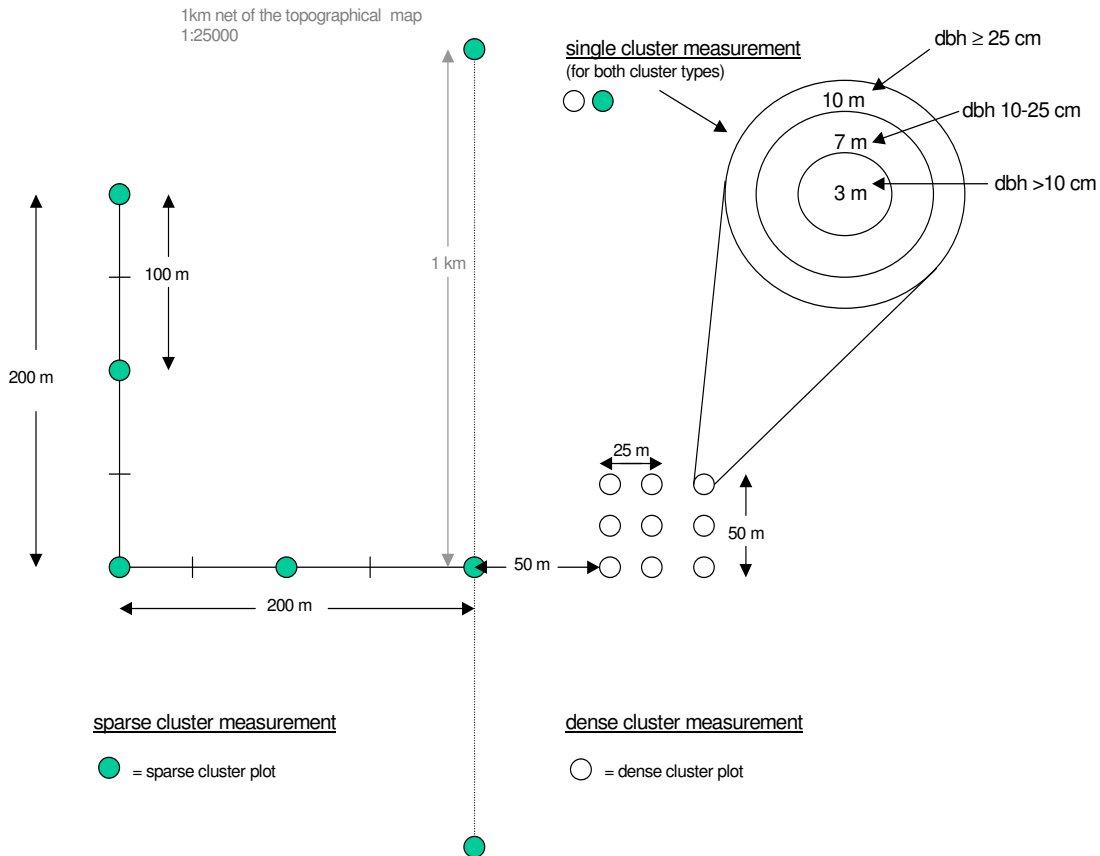 1km net of the topographical map
1:25000
single cluster measurement
(for both cluster types)
dbh ≥ 25 cm
10 m
dbh 10-25 cm
7 m
dbh >10 cm
3 m
1 km
100 m
200 m
25 m
50 m
50 m
200 m
sparse cluster measurement
= sparse cluster plot
dense cluster measurement
= dense cluster plot